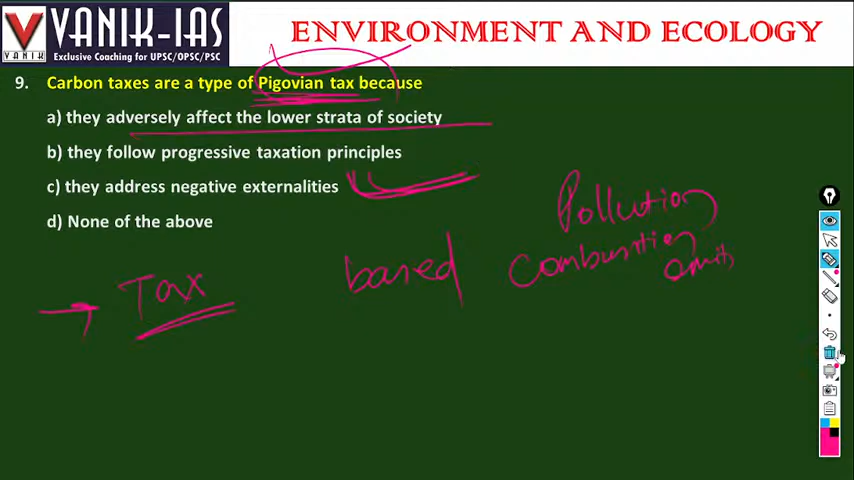 VANIK-IAS
VANIK
Exclusive Coaching for UPSC/OPSC/PSC
ENVIRONMENT AND ECOLOGY
9. Carbon taxes are a type of Pigovian tax because
a) they adversely affect the lower strata of society
b) they follow progressive taxation principles
c) they address negative externalities
d) None of the above
Pollution
Tax based Combustion